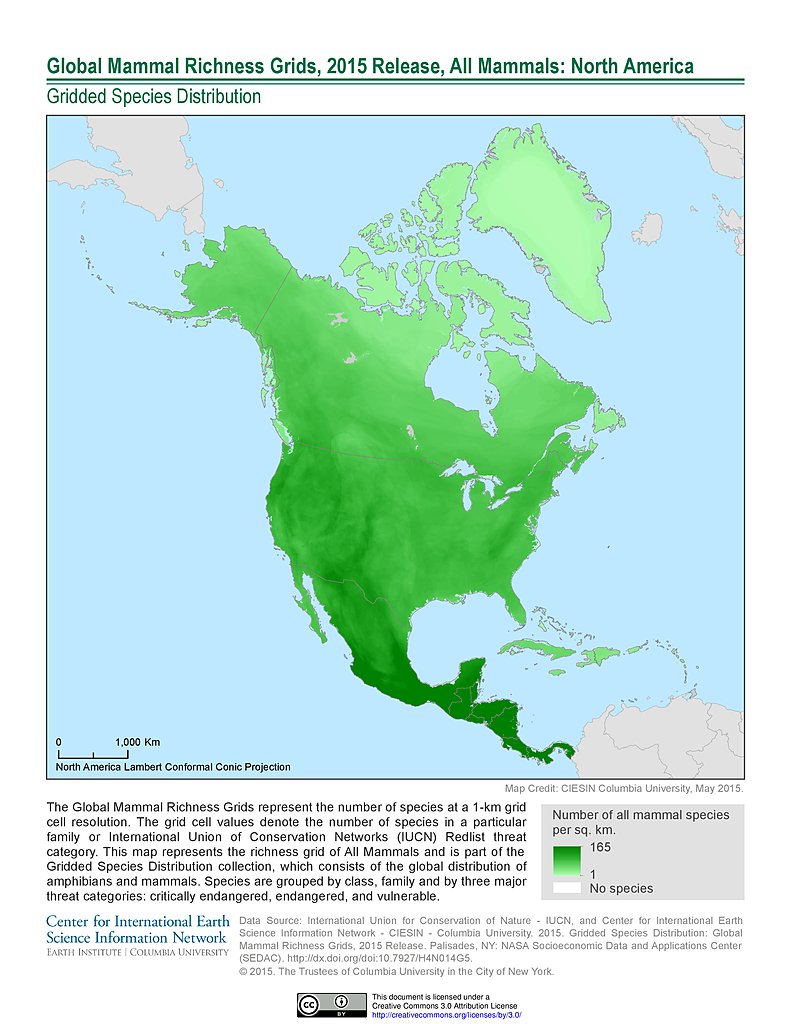 Global Mammal Richness Grids, 2015 Release, All Mammals: North America
Gridded Species Distribution
0 1,000 Km
North America Lambert Conformal Conic Projection
Map Credit: CIESIN Columbia University, May 2015.
The Global Mammal Richness Grids represent the number of species at a 1-km grid
cell resolution. The grid cell values denote the number of species in a particular
family or International Union of Conservation Networks (IUCN) Redlist threat
category. This map represents the richness grid of All Mammals and is part of the
Gridded Species Distribution collection, which consists of the global distribution of
amphibians and mammals. Species are grouped by class, family and by three major
threat categories: critically endangered, endangered, and vulnerable.
Number of all mammal species
per sq. km.
165
1
No species
Center for International Earth
Science Information Network
EARTH INSTITUTE | COLUMBIA UNIVERSITY
Data Source: International Union for Conservation of Nature - IUCN, and Center for International Earth
Science Information Network - CIESIN - Columbia University. 2015. Gridded Species Distribution: Global
Mammal Richness Grids, 2015 Release. Palisades, NY: NASA Socioeconomic Data and Applications Center
(SEDAC). http://dx.doi.org/doi:10.7927/H4N014G5.
© 2015. The Trustees of Columbia University in the City of New York.
cc BY
This document is licensed under a
Creative Commons 3.0 Attribution License
http://creativecommons.org/licenses/by/3.0/